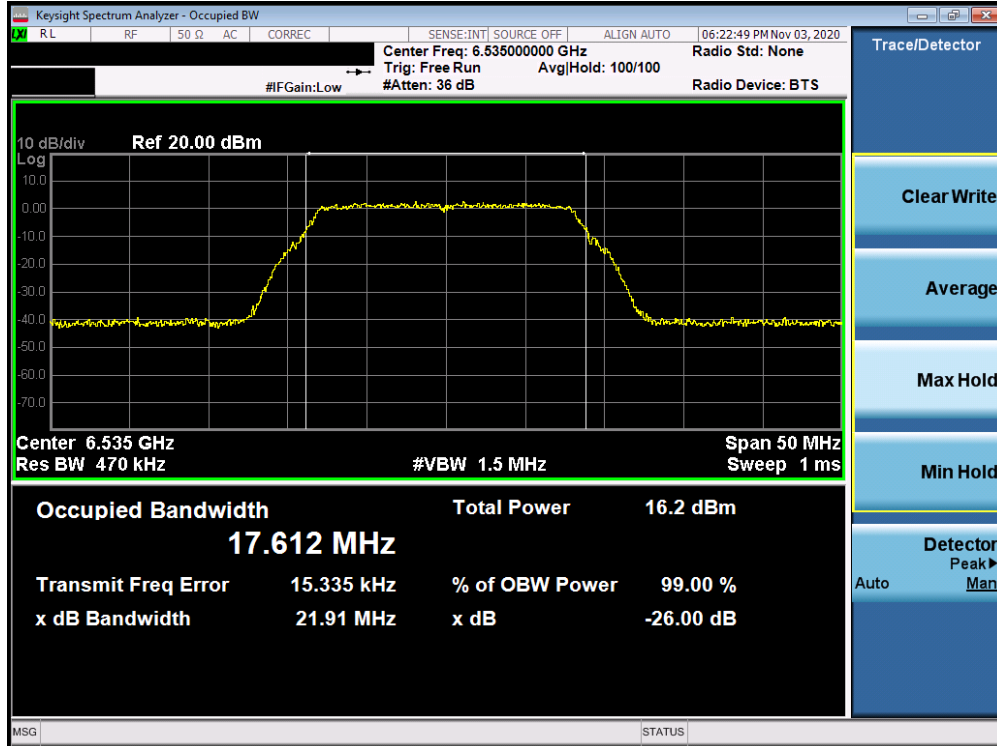 Keysight Spectrum Analyzer - Occupied BW
LXI RL RF 50 Ω AC CORREC SENSE:INT SOURCE OFF ALIGN AUTO 06:22:49 PM Nov 03, 2020
Center Freq: 6.535000000 GHz Radio Std: None
Trig: Free Run Avg|Hold: 100/100
#IFGain:Low #Atten: 36 dB Radio Device: BTS
Trace/Detector
10 dB/div Ref 20.00 dBm
Log
10.0
0.00
-10.0
-20.0
-30.0
-40.0
-50.0
-60.0
-70.0
Center 6.535 GHz Span 50 MHz
Res BW 470 kHz #VBW 1.5 MHz Sweep 1 ms
Occupied Bandwidth Total Power 16.2 dBm
17.612 MHz
Transmit Freq Error 15.335 kHz % of OBW Power 99.00 %
x dB Bandwidth 21.91 MHz x dB -26.00 dB
Clear Write
Average
Max Hold
Min Hold
Detector
Peak▶
Auto Man
MSG STATUS